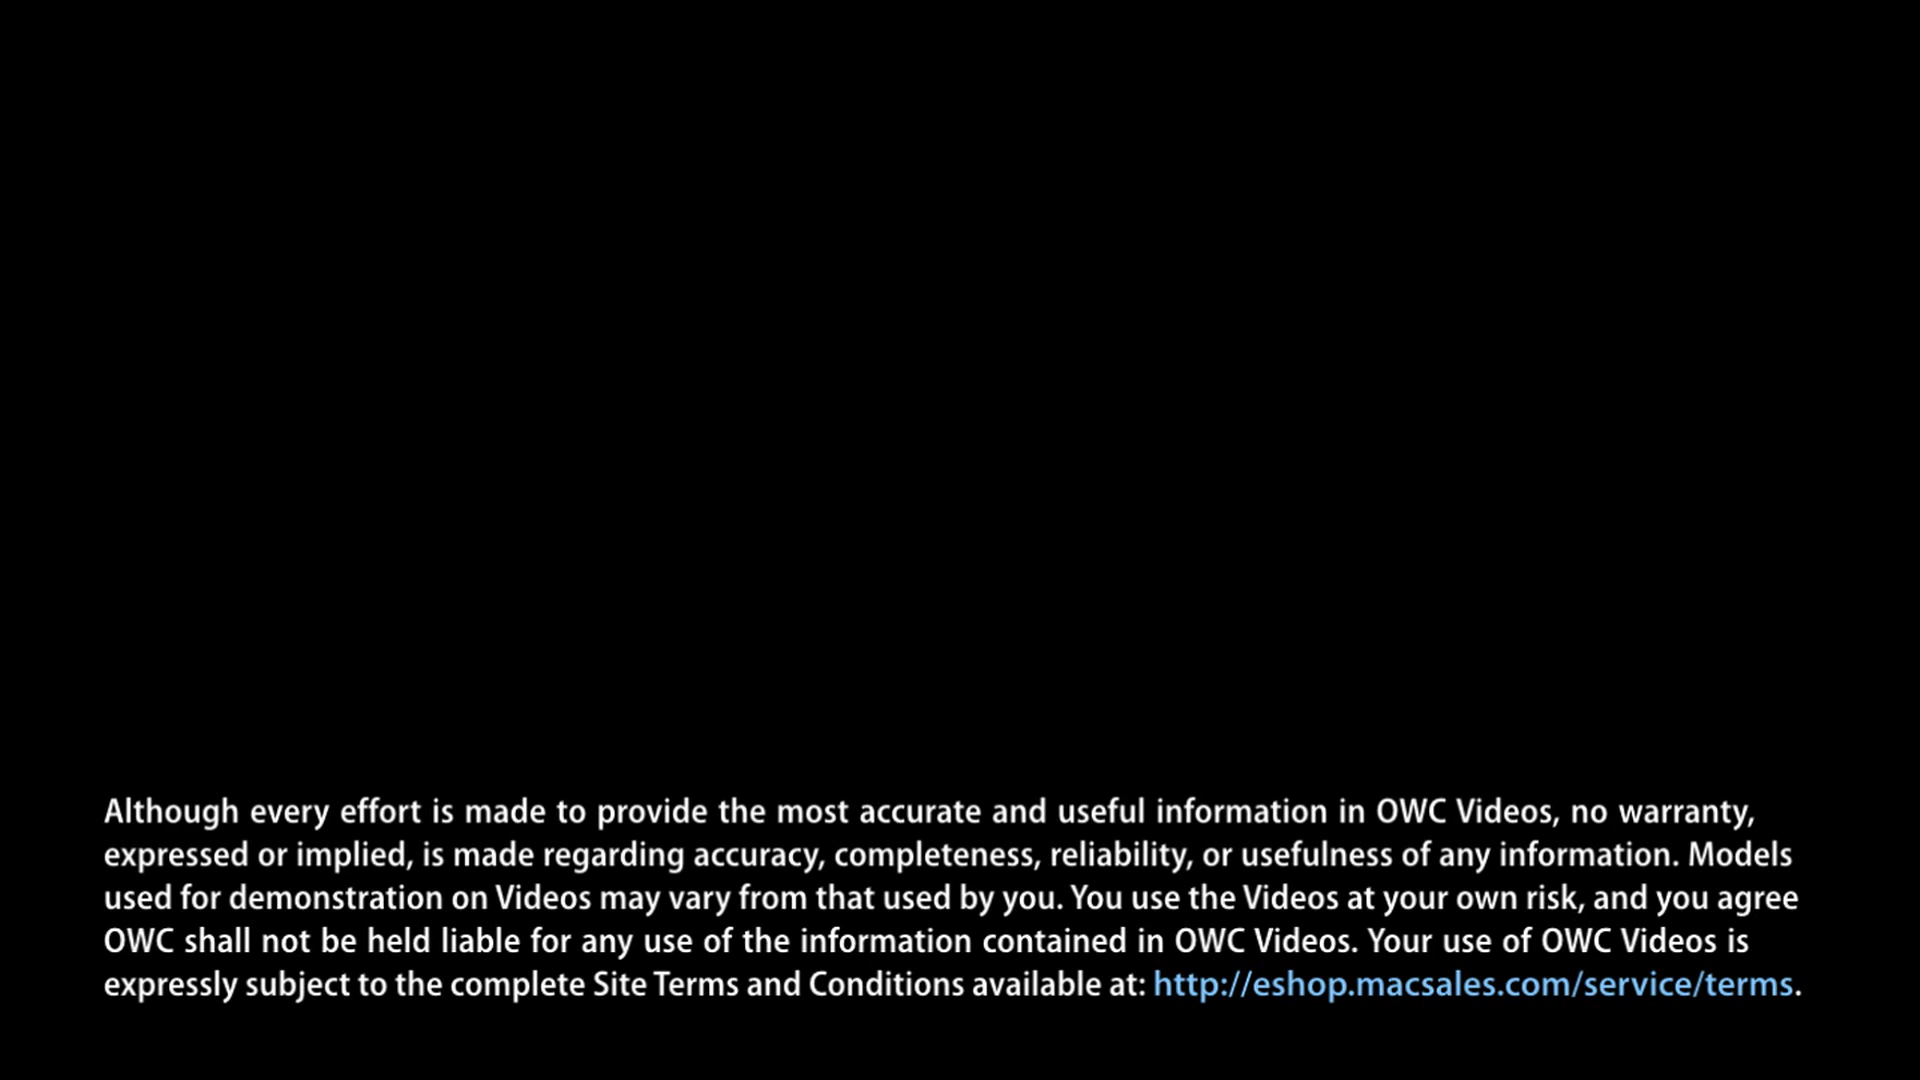 Although every effort is made to provide the most accurate and useful information in OWC Videos, no warranty,
expressed or implied, is made regarding accuracy, completeness, reliability, or usefulness of any information. Models
used for demonstration on Videos may vary from that used by you. You use the Videos at your own risk, and you agree
OWC shall not be held liable for any use of the information contained in OWC Videos. Your use of OWC Videos is
expressly subject to the complete Site Terms and Conditions available at: http://eshop.macsales.com/service/terms.